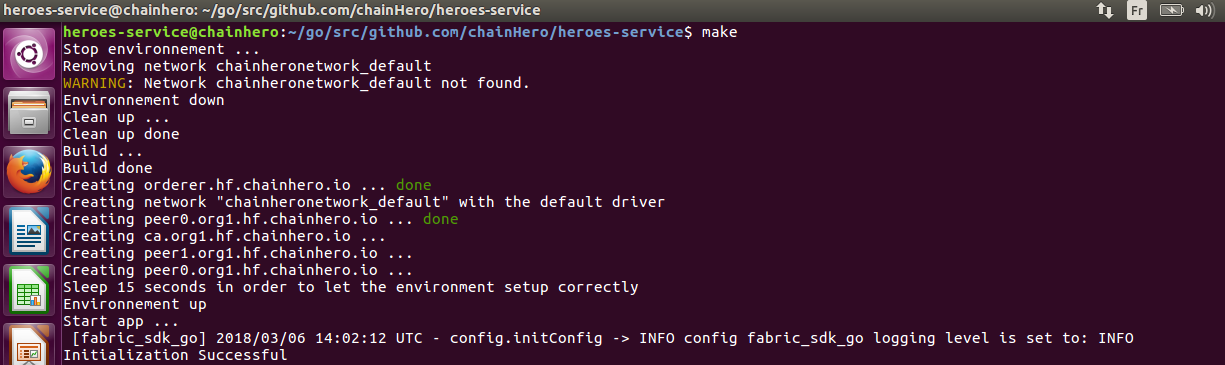 heroes-service@chainhero: ~/go/src/github.com/chainHero/heroes-service
Fr
heroes-service@chainhero:~/go/src/github.com/chainHero/heroes-service$ make
Stop environnement ...
Removing network chainheronetwork_default
WARNING: Network chainheronetwork_default not found.
Environnement down
Clean up ...
Clean up done
Build ...
Build done
Creating orderer.hf.chainhero.io ... done
Creating network "chainheronetwork_default" with the default driver
Creating peer0.org1.hf.chainhero.io ... done
Creating ca.org1.hf.chainhero.io ...
Creating peer1.org1.hf.chainhero.io ...
Creating peer0.org1.hf.chainhero.io ...
Sleep 15 seconds in order to let the environment setup correctly
Environnement up
Start app ...
[fabric_sdk_go] 2018/03/06 14:02:12 UTC - config.initConfig -> INFO config fabric_sdk_go logging level is set to: INFO
Initialization Successful